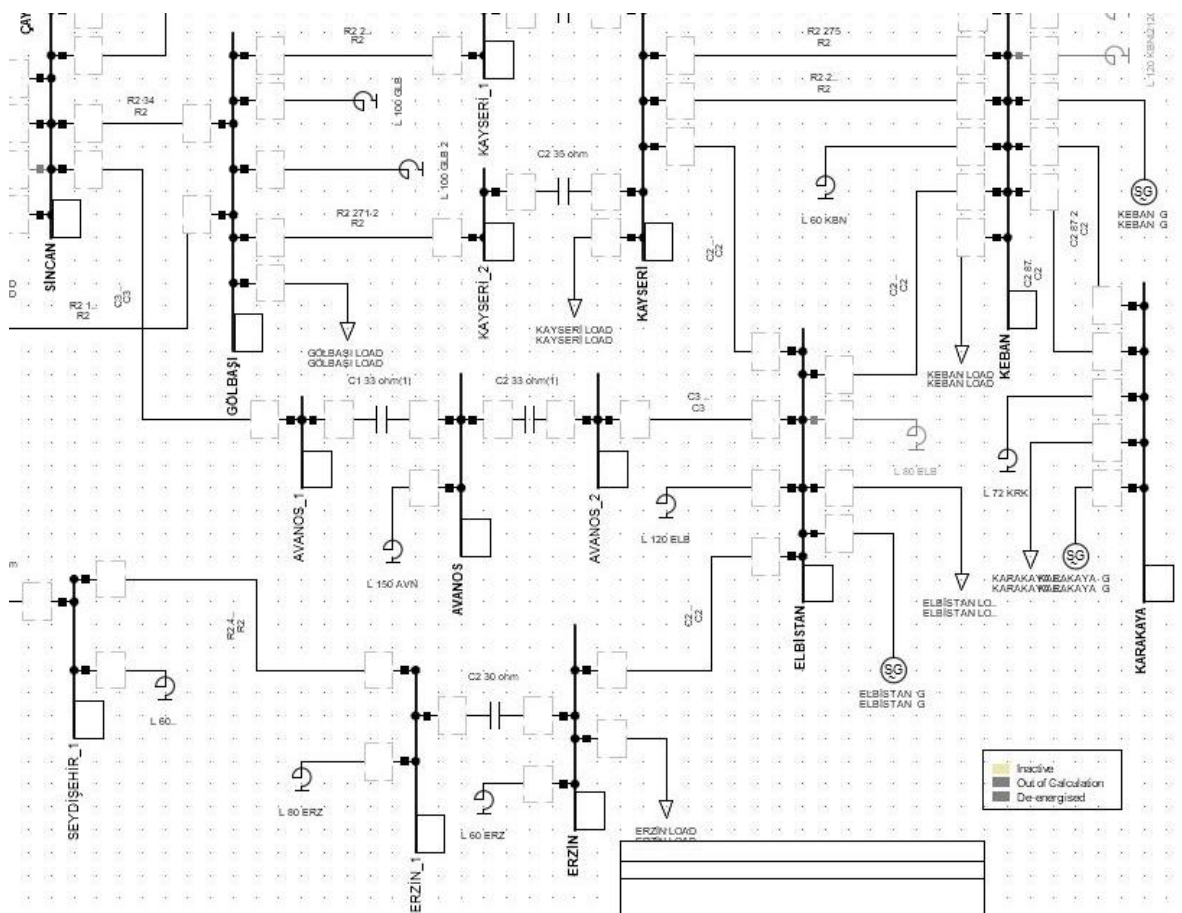 ÇAY
R2 2...
R2
R2 275
R2
L 120 KBN2/120
L 100 GLB
KAYSERİ_1
R2-2...
R2
R2-34
R2
L 100 GLB 2
C2 35 ohm
SG
KEBAN G
KEBAN G
L 60 KBN
R2 271-2
R2
C2 87-2
C2
C2 87.
C2
C2...
C2
C2...
C2
SİNCAN
C3...
C3
R2 1...
R2
KAYSERİ_2
KAYSERİ
KAYSERİ LOAD
KAYSERİ LOAD
GÖLBAŞI LOAD
GÖLBAŞI LOAD
GÖLBAŞI
KEBAN LOAD
KEBAN LOAD
KEBAN
C1 33 ohm(1)
C2 33 ohm(1)
C3 ...
C3
L 80 ELB
L 72 KRK
AVANOS_1
AVANOS_2
L 120 ELB
L 150 AVN
AVANOS
SG
KARAKAYA G
KARAKAYA G
ELBİSTAN LO...
ELBİSTAN LO...
ELBİSTAN
KARAKAYA
m
R2 4...
R2
C2...
C2
SG
ELBİSTAN G
ELBİSTAN G
C2 30 ohm
L 60...
SEYDİŞEHİR_1
L 80 ERZ
L 60 ERZ
ERZİN LOAD
ERZİN LOAD
ERZİN_1
ERZİN
Inactive
Out of Calculation
De-energised